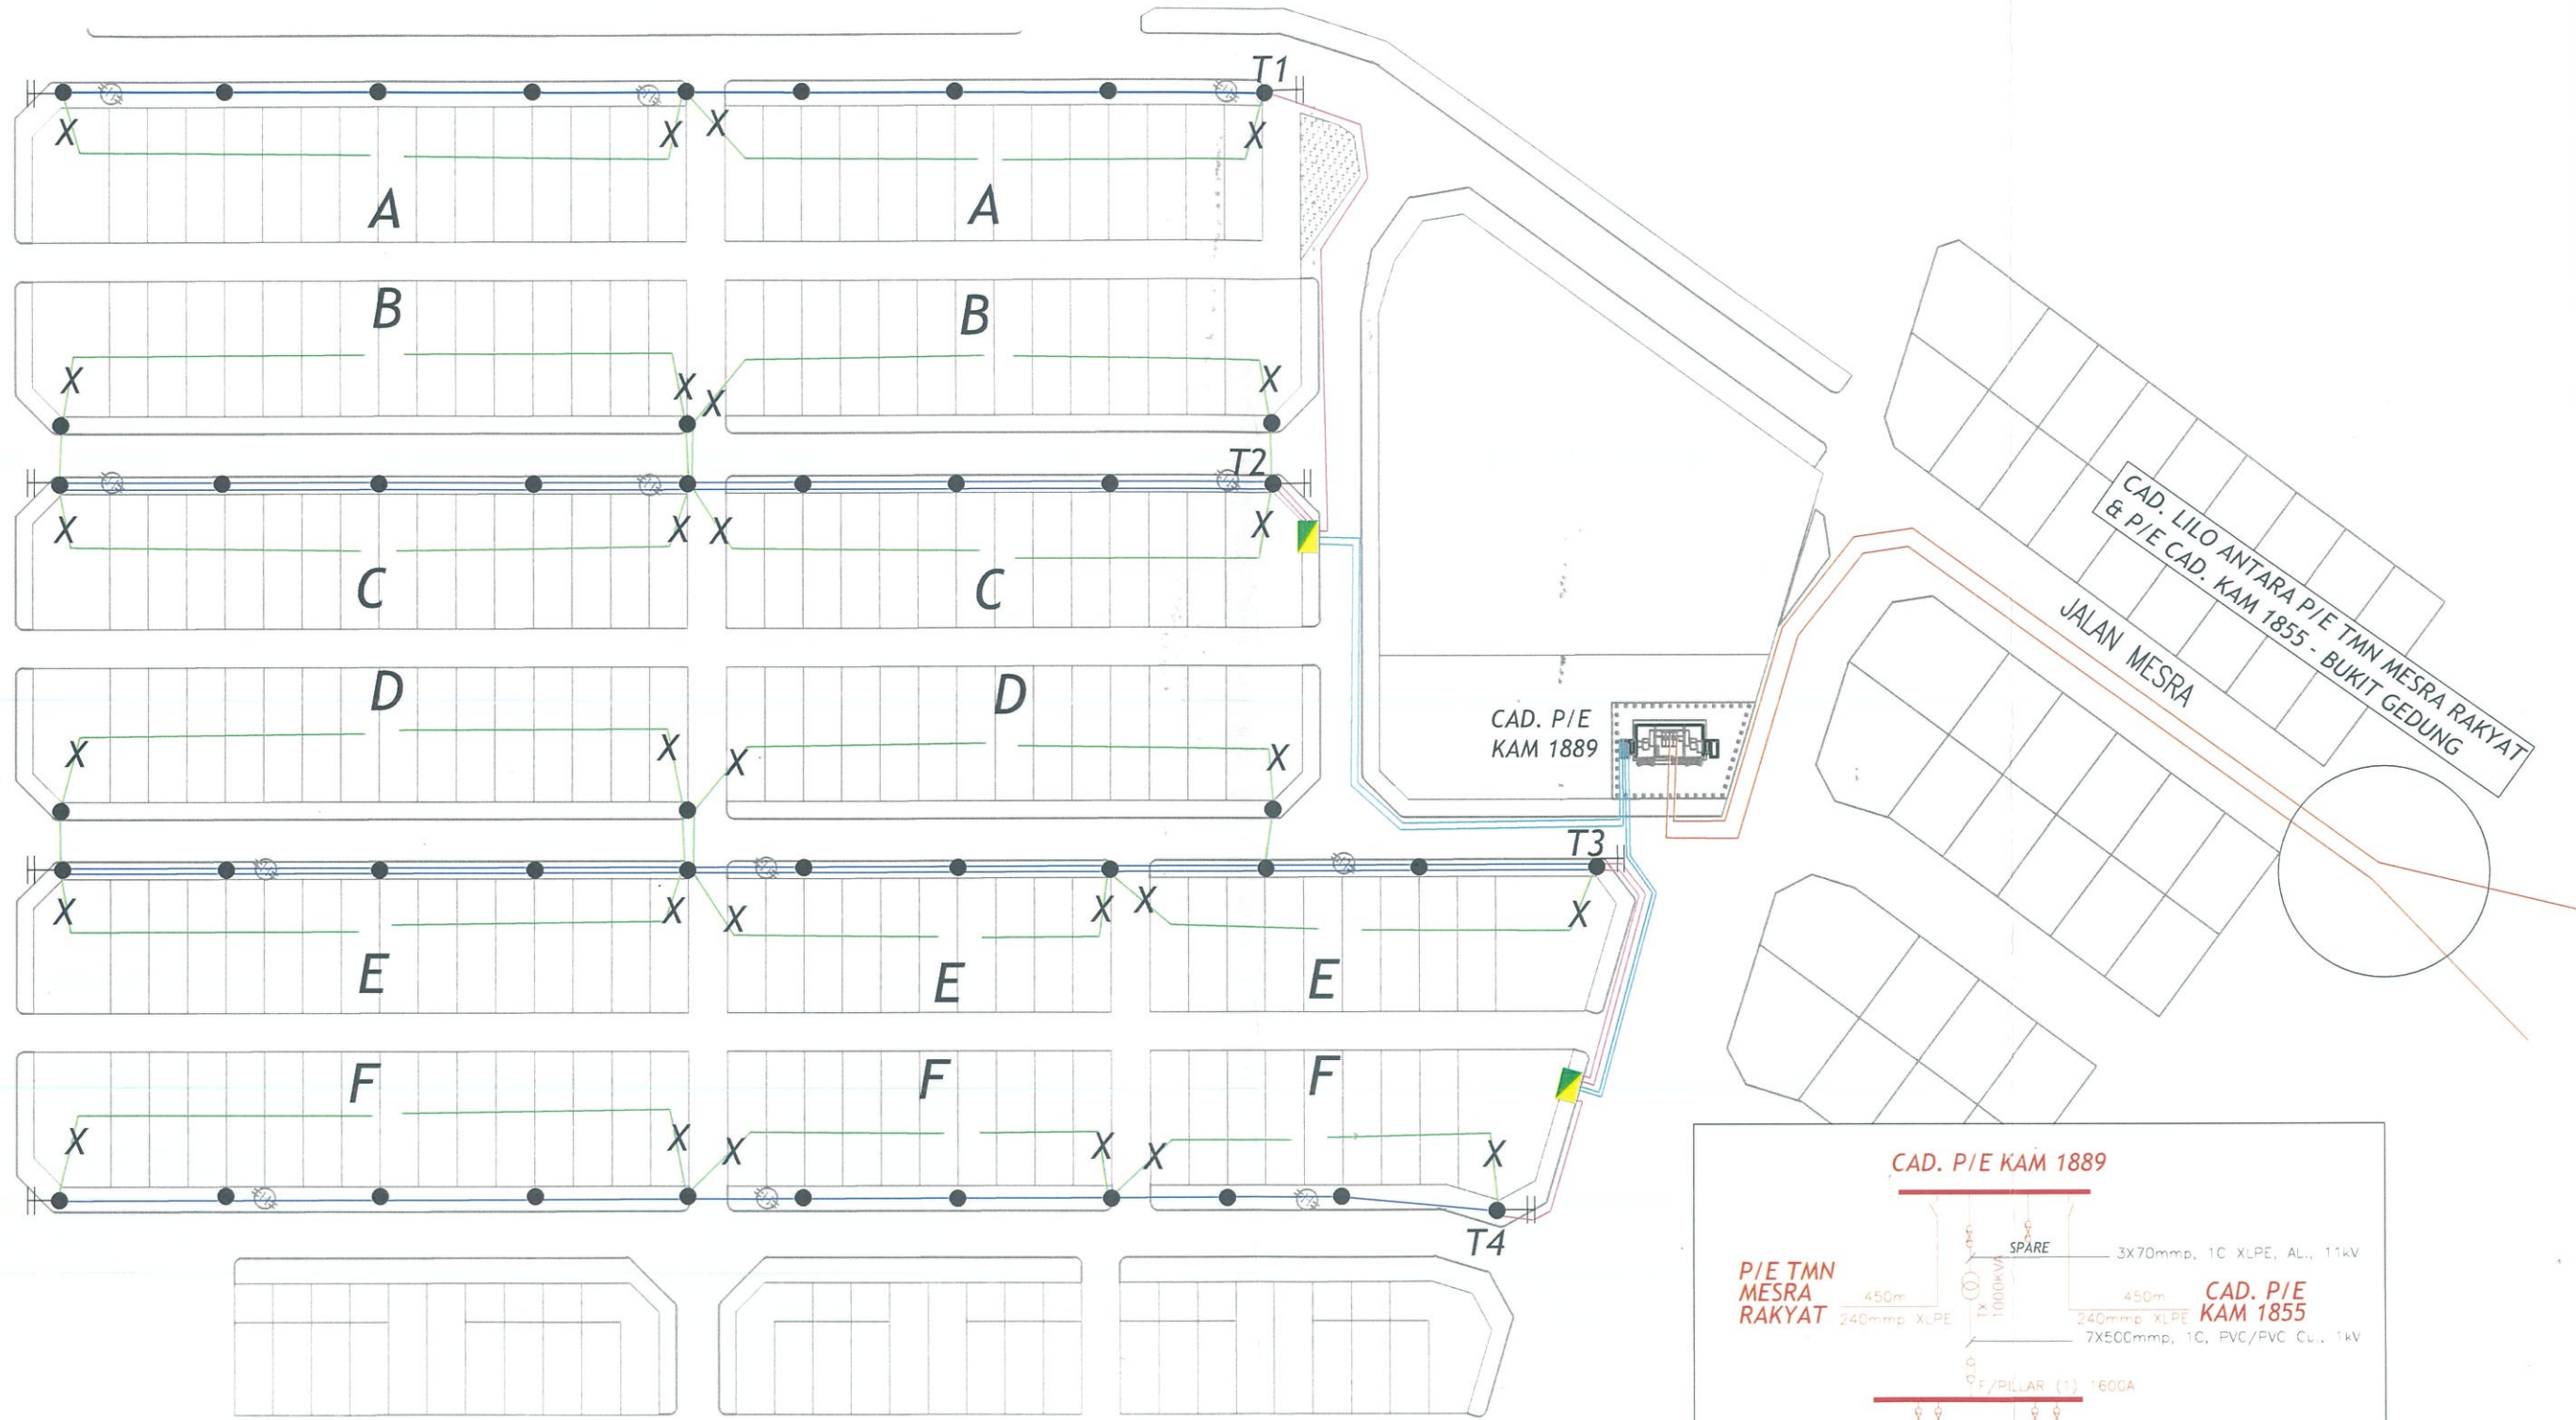 T1
X
X
X
X
A
A
B
B
X
X
X
X
T2
X
X
X
X
C
C
CAD. LILO ANTARA P/E TMN MESRA RAKYAT
& P/E CAD. KAM 1855 - BUKIT GEDUNG
JALAN MESRA
D
D
CAD. P/E
KAM 1889
X
X
X
X
T3
X
X
X
X
X
X
E
E
E
F
F
F
X
X
X
X
X
X
T4
CAD. P/E KAM 1889
SPARE
3X70mmp, 1C XLPE, AL., 11kV
P/E TMN
MESRA
RAKYAT
450m
240mmp XLPE
TX
1000KVA
450m
240mmp XLPE
CAD. P/E
KAM 1855
7X500mmp, 1C, PVC/PVC Cu., 1kV
F/PILLAR (1) 1600A